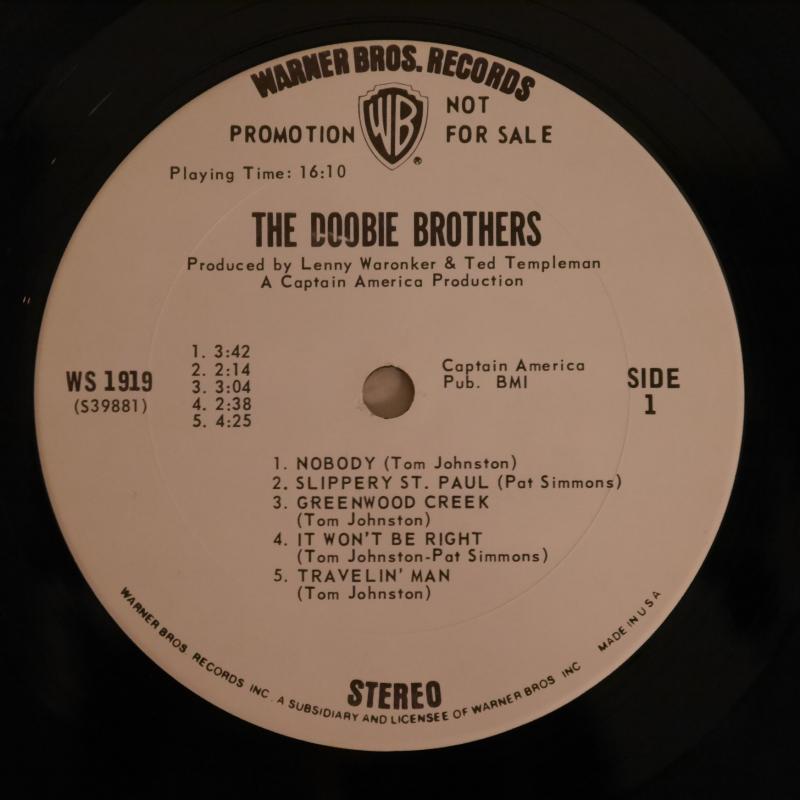 WARNER BROS. RECORDS
WB ®
PROMOTION NOT FOR SALE
Playing Time: 16:10
THE DOOBIE BROTHERS
Produced by Lenny Waronker & Ted Templeman
A Captain America Production
WS 1919
(S39881)
1. 3:42
2. 2:14
3. 3:04
4. 2:38
5. 4:25
Captain America
Pub. BMI
SIDE
1
1. NOBODY (Tom Johnston)
2. SLIPPERY ST. PAUL (Pat Simmons)
3. GREENWOOD CREEK
(Tom Johnston)
4. IT WON'T BE RIGHT
(Tom Johnston-Pat Simmons)
5. TRAVELIN' MAN
(Tom Johnston)
STEREO
WARNER BROS. RECORDS INC. A SUBSIDIARY AND LICENSEE OF WARNER BROS INC MADE IN U S A